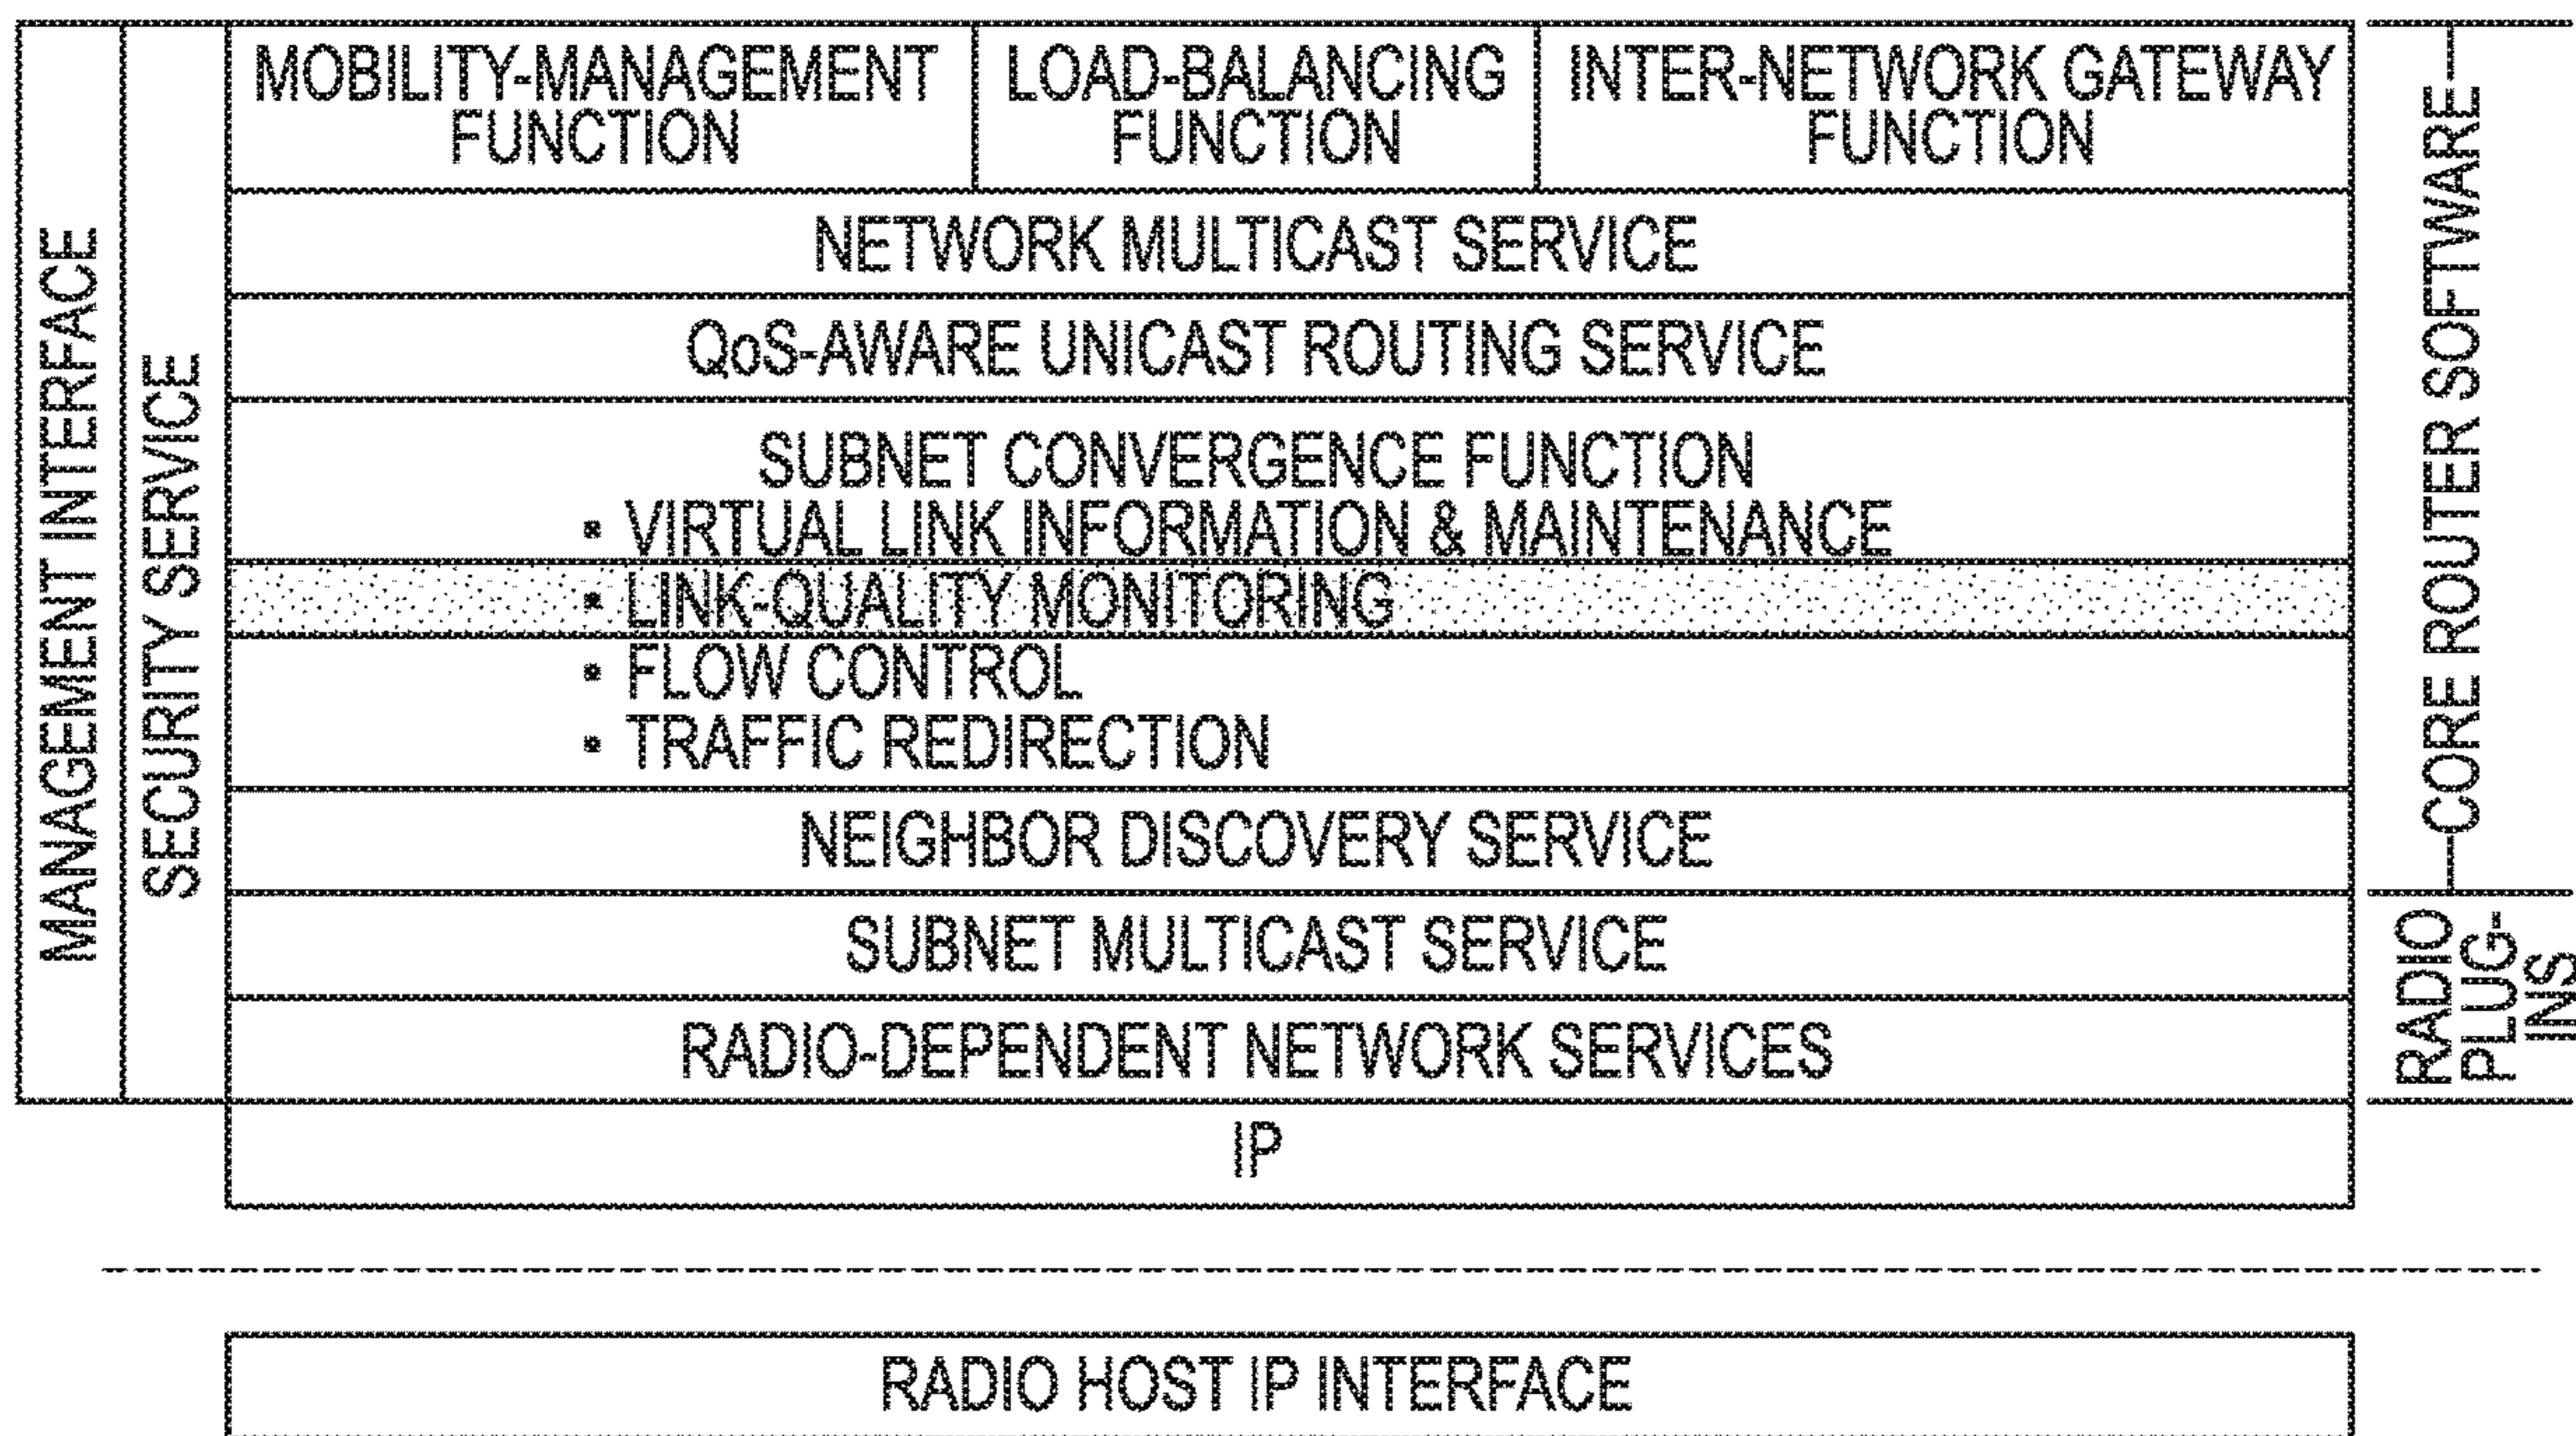 MANAGEMENT INTERFACE
SECURITY SERVICE
MOBILITY-MANAGEMENT
FUNCTION
LOAD-BALANCING
FUNCTION
INTER-NETWORK GATEWAY
FUNCTION
NETWORK MULTICAST SERVICE
QoS-AWARE UNICAST ROUTING SERVICE
SUBNET CONVERGENCE FUNCTION
▪ VIRTUAL LINK INFORMATION & MAINTENANCE
▪ LINK-QUALITY MONITORING
▪ FLOW CONTROL
▪ TRAFFIC REDIRECTION
NEIGHBOR DISCOVERY SERVICE
SUBNET MULTICAST SERVICE
RADIO-DEPENDENT NETWORK SERVICES
IP
CORE ROUTER SOFTWARE
RADIO
PLUG-
INS
RADIO HOST IP INTERFACE